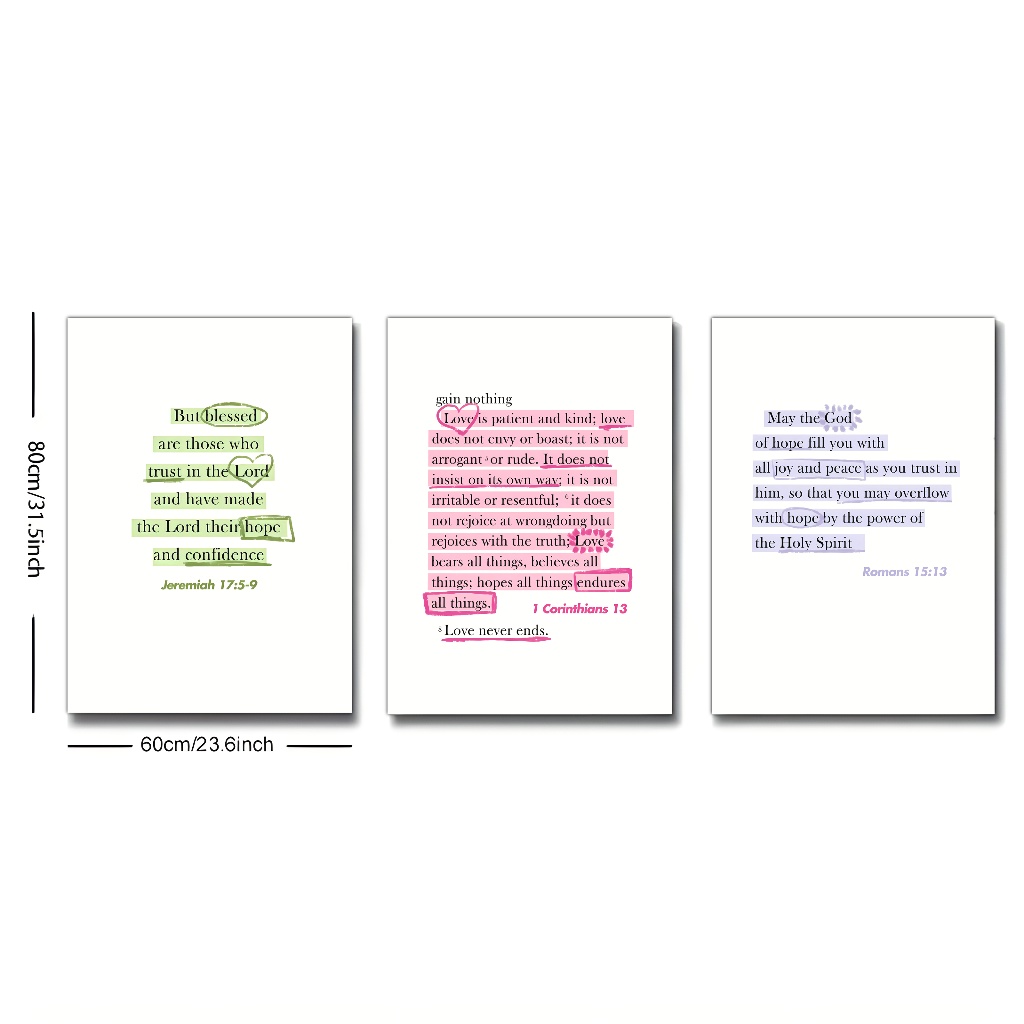 80cm/31.5inch
But blessed
are those who
trust in the Lord
and have made
the Lord their hope
and confidence
Jeremiah 17:5-9
60cm/23.6inch
gain nothing
Love is patient and kind; love
does not envy or boast; it is not
arrogant ª or rude. It does not
insist on its own way; it is not
irritable or resentful; ᶜ it does
not rejoice at wrongdoing but
rejoices with the truth; Love
bears all things, believes all
things; hopes all things endures
all things.
1 Corinthians 13
⁸ Love never ends.
May the God
of hope fill you with
all joy and peace as you trust in
him, so that you may overflow
with hope by the power of
the Holy Spirit
Romans 15:13